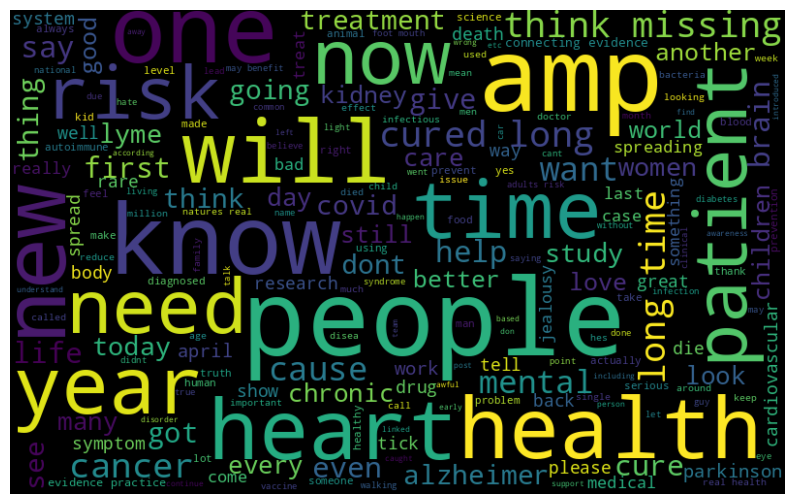 system
always
say
good
one
treatment
science
death
connecting evidence
think missing
another
week
away
animal
foot mouth
treat
now
used
wrong
etc
mean
bacteria
looking
national
level
may benefit
lead
risk
going
kidney
give
amp
patient
brain
thing
due
hate
kid
effect
men
infectious
doctor
month
find
blood
introduced
well
lyme
made
common
left
light
cured long
world
children
autoimmune
will
believe
right
care
way
car
cant
spreading
really
first
according
bad
prevent
yes
want
women
rare
feel
think
day
covid
died
child
issue
adults risk
last
something
diabetes
prevention
new
spread
living
natures real
went
time
case
awareness
million
name
still
happen
without
clinical
know
food
help
study
long time
make
using
dont
saying
reduce
body
diagnosed
research
syndrome
better
love
great
thank
infection
may
understand
called
need
family
talk
much
people
jealousy
take
life
today
age
disea
man
based
don
hes
done
team
die
cardiovascular
april
didnt
human
truth
cause
work
tell
point
actually
including
around
year
true
show
chronic
drug
mental
back
post
serious
look
disorder
important
healthy
call
awful
early
problem
single
person
let
guy
keep
many
heart
health
see
symptom
got
lot
linked
tick
eye
cancer
every
even
please
cure
parkinson
come
someone
alzheimer
medical
evidence practice
continue
vaccine
walking
caught
support
real health